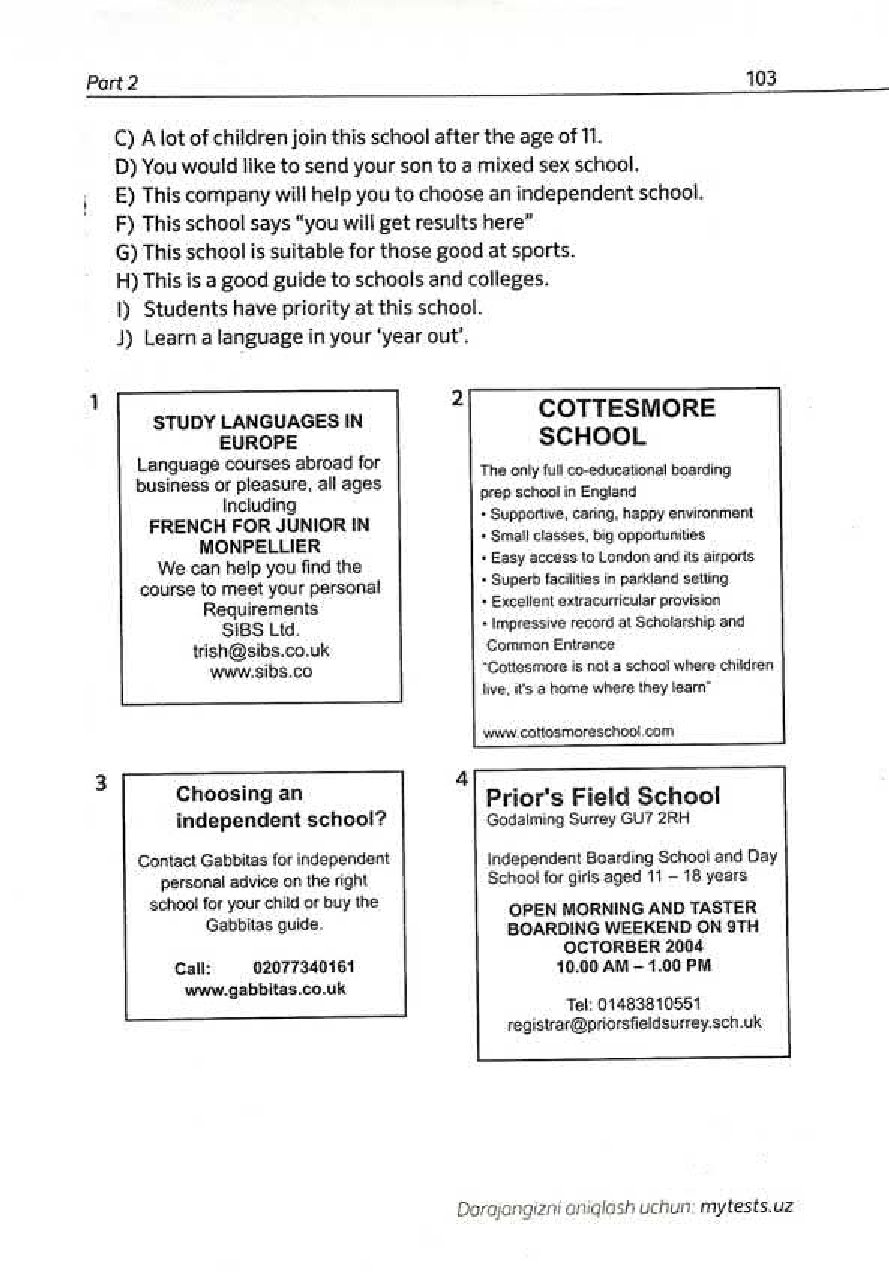 Part 2
103
C) A lot of children join this school after the age of 11.
D) You would like to send your son to a mixed sex school.
E) This company will help you to choose an independent school.
F) This school says "you will get results here"
G) This school is suitable for those good at sports.
H) This is a good guide to schools and colleges.
I) Students have priority at this school.
J) Learn a language in your 'year out'.
1
STUDY LANGUAGES IN
EUROPE
Language courses abroad for
business or pleasure, all ages
Including
FRENCH FOR JUNIOR IN
MONPELLIER
We can help you find the
course to meet your personal
Requirements
SIBS Ltd.
trish@sibs.co.uk
www.sibs.co
2
COTTESMORE
SCHOOL
The only full co-educational boarding
prep school in England
• Supportive, caring, happy environment
• Small classes, big opportunities
• Easy access to London and its airports
• Superb facilities in parkland setting
• Excellent extracurricular provision
• Impressive record at Scholarship and
Common Entrance
"Cottesmore is not a school where children
live, it's a home where they learn"
www.cottosmoreschool.com
3
Choosing an
independent school?
Contact Gabbitas for independent
personal advice on the right
school for your child or buy the
Gabbitas guide.
Call: 02077340161
www.gabbitas.co.uk
4
Prior's Field School
Godalming Surrey GU7 2RH
Independent Boarding School and Day
School for girls aged 11 – 18 years
OPEN MORNING AND TASTER
BOARDING WEEKEND ON 9TH
OCTORBER 2004
10.00 AM – 1.00 PM
Tel: 01483810551
registrar@priorsfieldsurrey.sch.uk
Darajangizni aniqlash uchun: mytests.uz